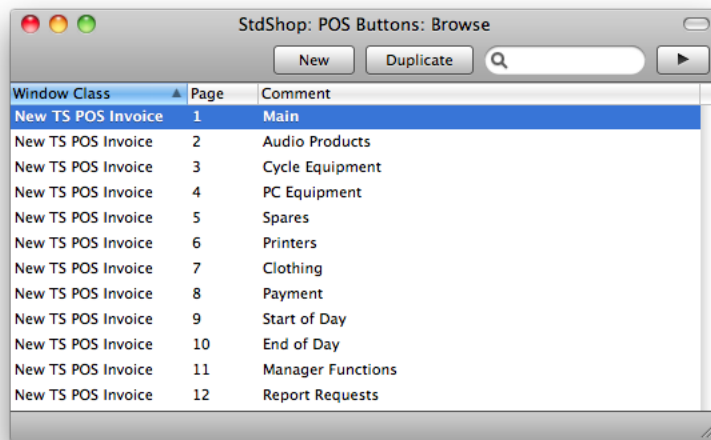 StdShop: POS Buttons: Browse
New Duplicate
Window Class Page Comment
New TS POS Invoice 1 Main
New TS POS Invoice 2 Audio Products
New TS POS Invoice 3 Cycle Equipment
New TS POS Invoice 4 PC Equipment
New TS POS Invoice 5 Spares
New TS POS Invoice 6 Printers
New TS POS Invoice 7 Clothing
New TS POS Invoice 8 Payment
New TS POS Invoice 9 Start of Day
New TS POS Invoice 10 End of Day
New TS POS Invoice 11 Manager Functions
New TS POS Invoice 12 Report Requests